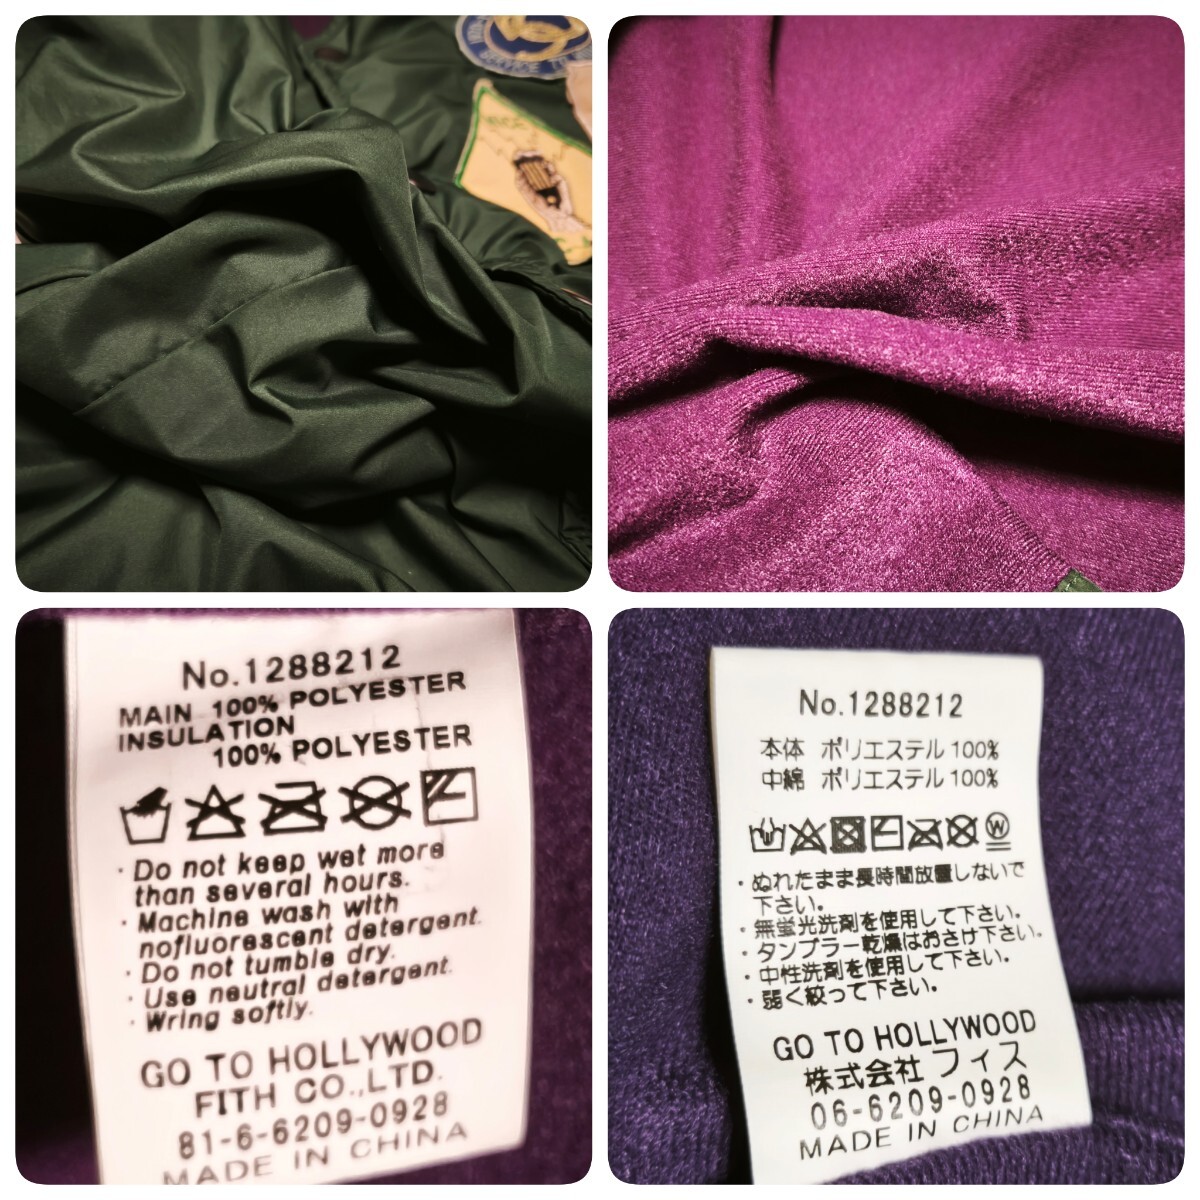 SERVICE
No.1288212
MAIN 100% POLYESTER
INSULATION
100% POLYESTER
· Do not keep wet more
than several hours.
· Machine wash with
nofluorescent detergent.
· Do not tumble dry.
· Use neutral detergent.
· Wring softly.
GO TO HOLLYWOOD
FITH CO.,LTD.
81-6-6209-0928
MADE IN CHINA
No.1288212
本体 ポリエステル 100%
中綿 ポリエステル 100%
W
・ぬれたまま長時間放置しないで
下さい。
・無蛍光洗剤を使用して下さい。
・タンブラー乾燥はおさけ下さい。
・中性洗剤を使用して下さい。
・弱く絞って下さい。
GO TO HOLLYWOOD
株式会社 フィス
06-6209-0928
MADE IN CHINA